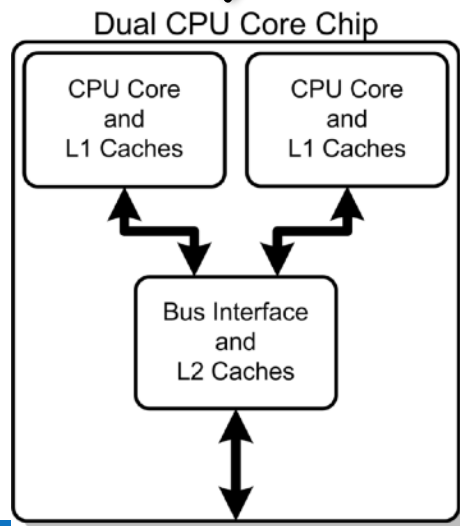 Dual CPU Core Chip
CPU Core
and
L1 Caches
CPU Core
and
L1 Caches
Bus Interface
and
L2 Caches